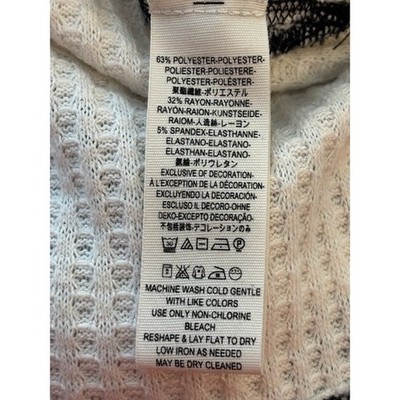 63% POLYESTER-POLYESTER-
POLIESTER-POLIESTERE-
POLYESTER-POLIÉSTER-
聚酯纖維-ポリエステル
32% RAYON-RAYONNE-
RAYON-RAION-KUNSTSEIDE-
RAIOM-人造絲-レーヨン
5% SPANDEX-ELASTHANNE-
ELASTANO-ELASTANO-
ELASTHAN-ELASTANO-
氨綸-ポリウレタン
EXCLUSIVE OF DECORATION-
À L'EXCEPTION DE LA DÉCORATION-
EXCLUYENDO LA DECORACIÓN-
ESCLUSO IL DECORO-OHNE
DEKO-EXCEPTO DECORAÇÃO-
不包括裝飾-デコレーションのみ
MACHINE WASH COLD GENTLE
WITH LIKE COLORS
USE ONLY NON-CHLORINE
BLEACH
RESHAPE & LAY FLAT TO DRY
LOW IRON AS NEEDED
MAY BE DRY CLEANED